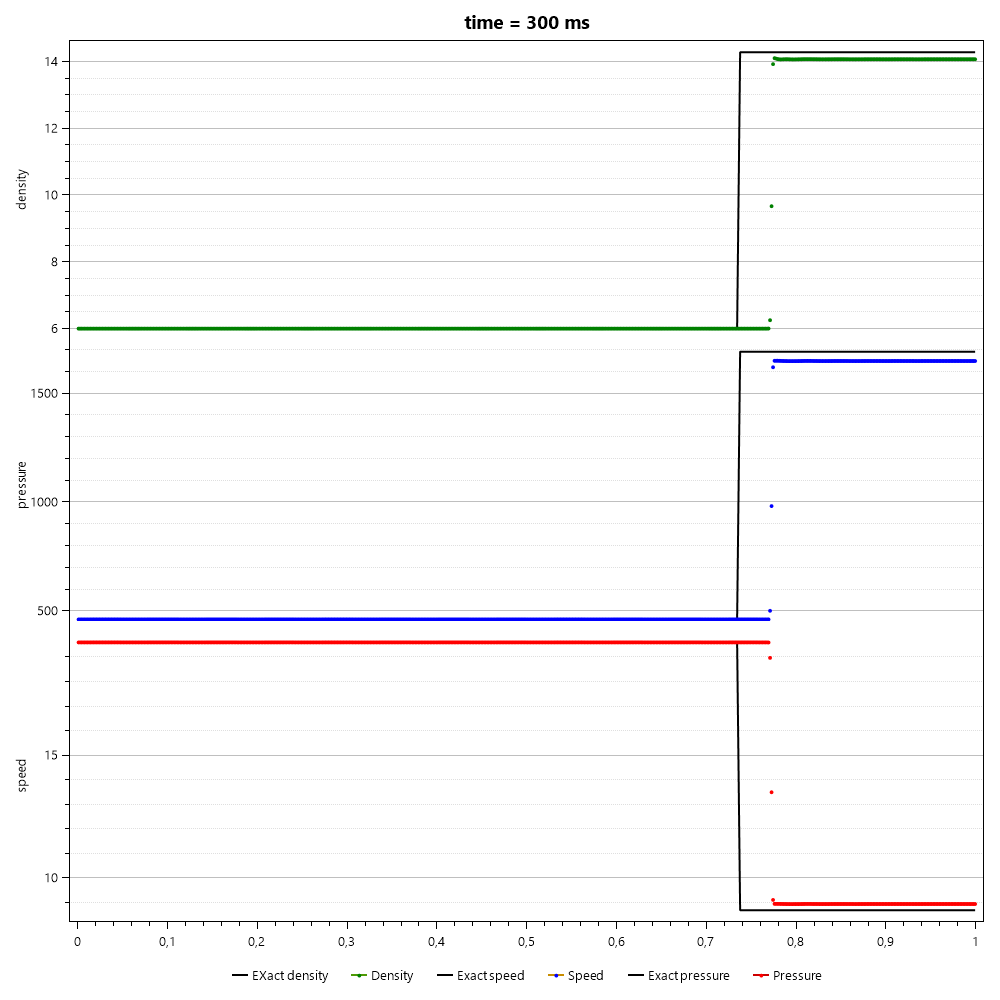 time = 300 ms
14
12
10
8
6
density
1500
1000
500
pressure
15
10
speed
0 0,1 0,2 0,3 0,4 0,5 0,6 0,7 0,8 0,9 1
EXact density Density Exact speed Speed Exact pressure Pressure